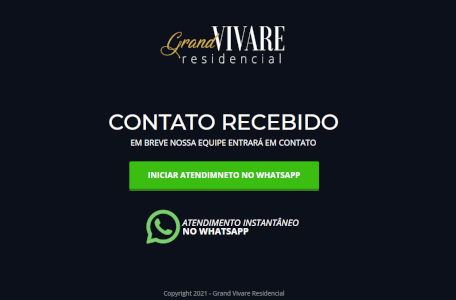 Grand VIVARE
residencial
CONTATO RECEBIDO
EM BREVE NOSSA EQUIPE ENTRARÁ EM CONTATO
INICIAR ATENDIMNETO NO WHATSAPP
ATENDIMENTO INSTANTÂNEO
NO WHATSAPP
Copyright 2021 - Grand Vivare Residencial